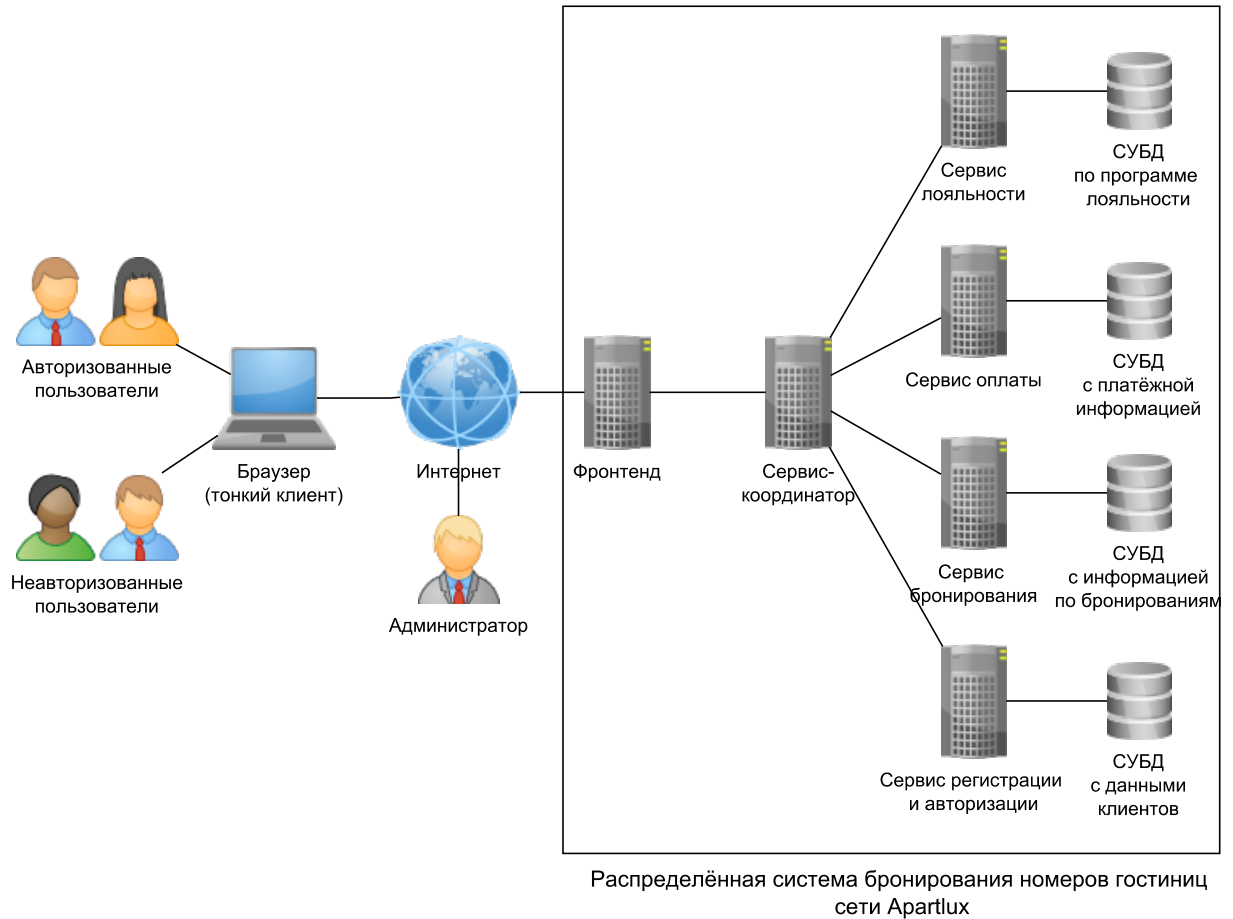 Сервис
лояльности
СУБД
по программе
лояльности
Сервис оплаты
СУБД
с платёжной
информацией
Авторизованные
пользователи
Браузер
(тонкий клиент)
Интернет
Фронтенд
Сервис-
координатор
Неавторизованные
пользователи
Администратор
Сервис
бронирования
СУБД
с информацией
по бронированиям
Сервис регистрации
и авторизации
СУБД
с данными
клиентов
Распределённая система бронирования номеров гостиниц
сети Apartlux